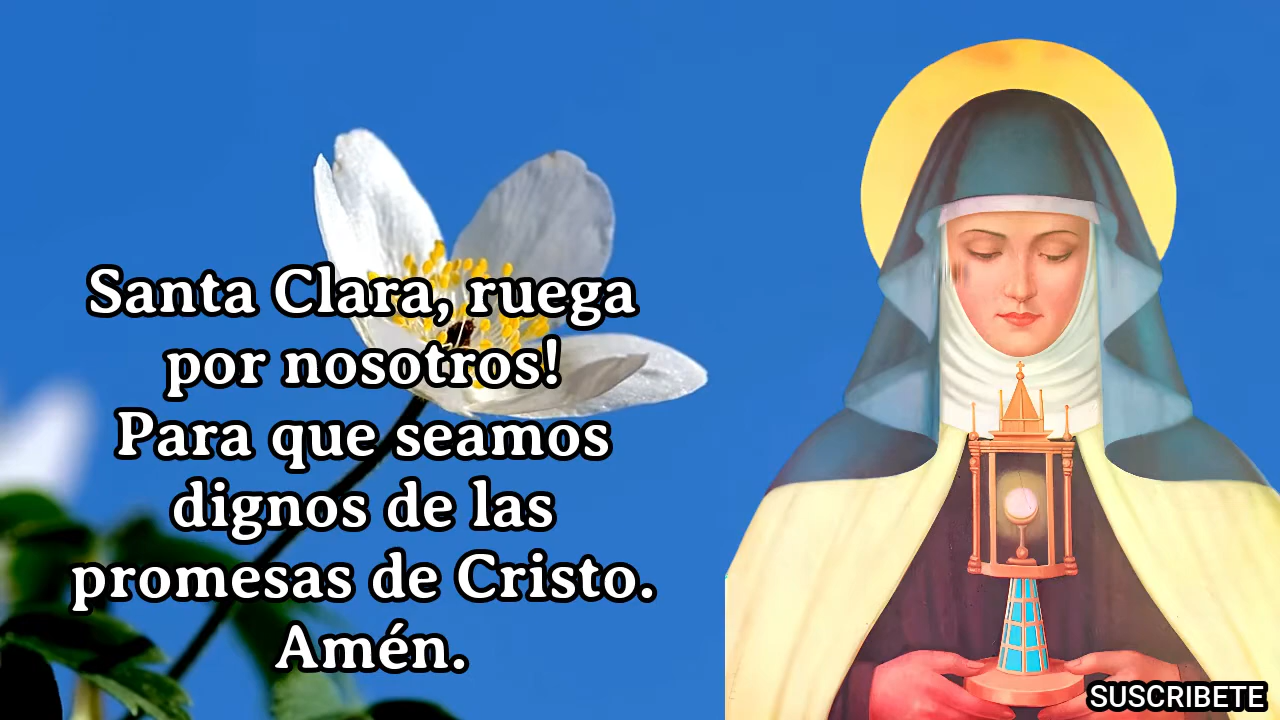 Santa Clara, ruega
por nosotros!
Para que seamos
dignos de las
promesas de Cristo.
Amén.
SUSCRIBETE